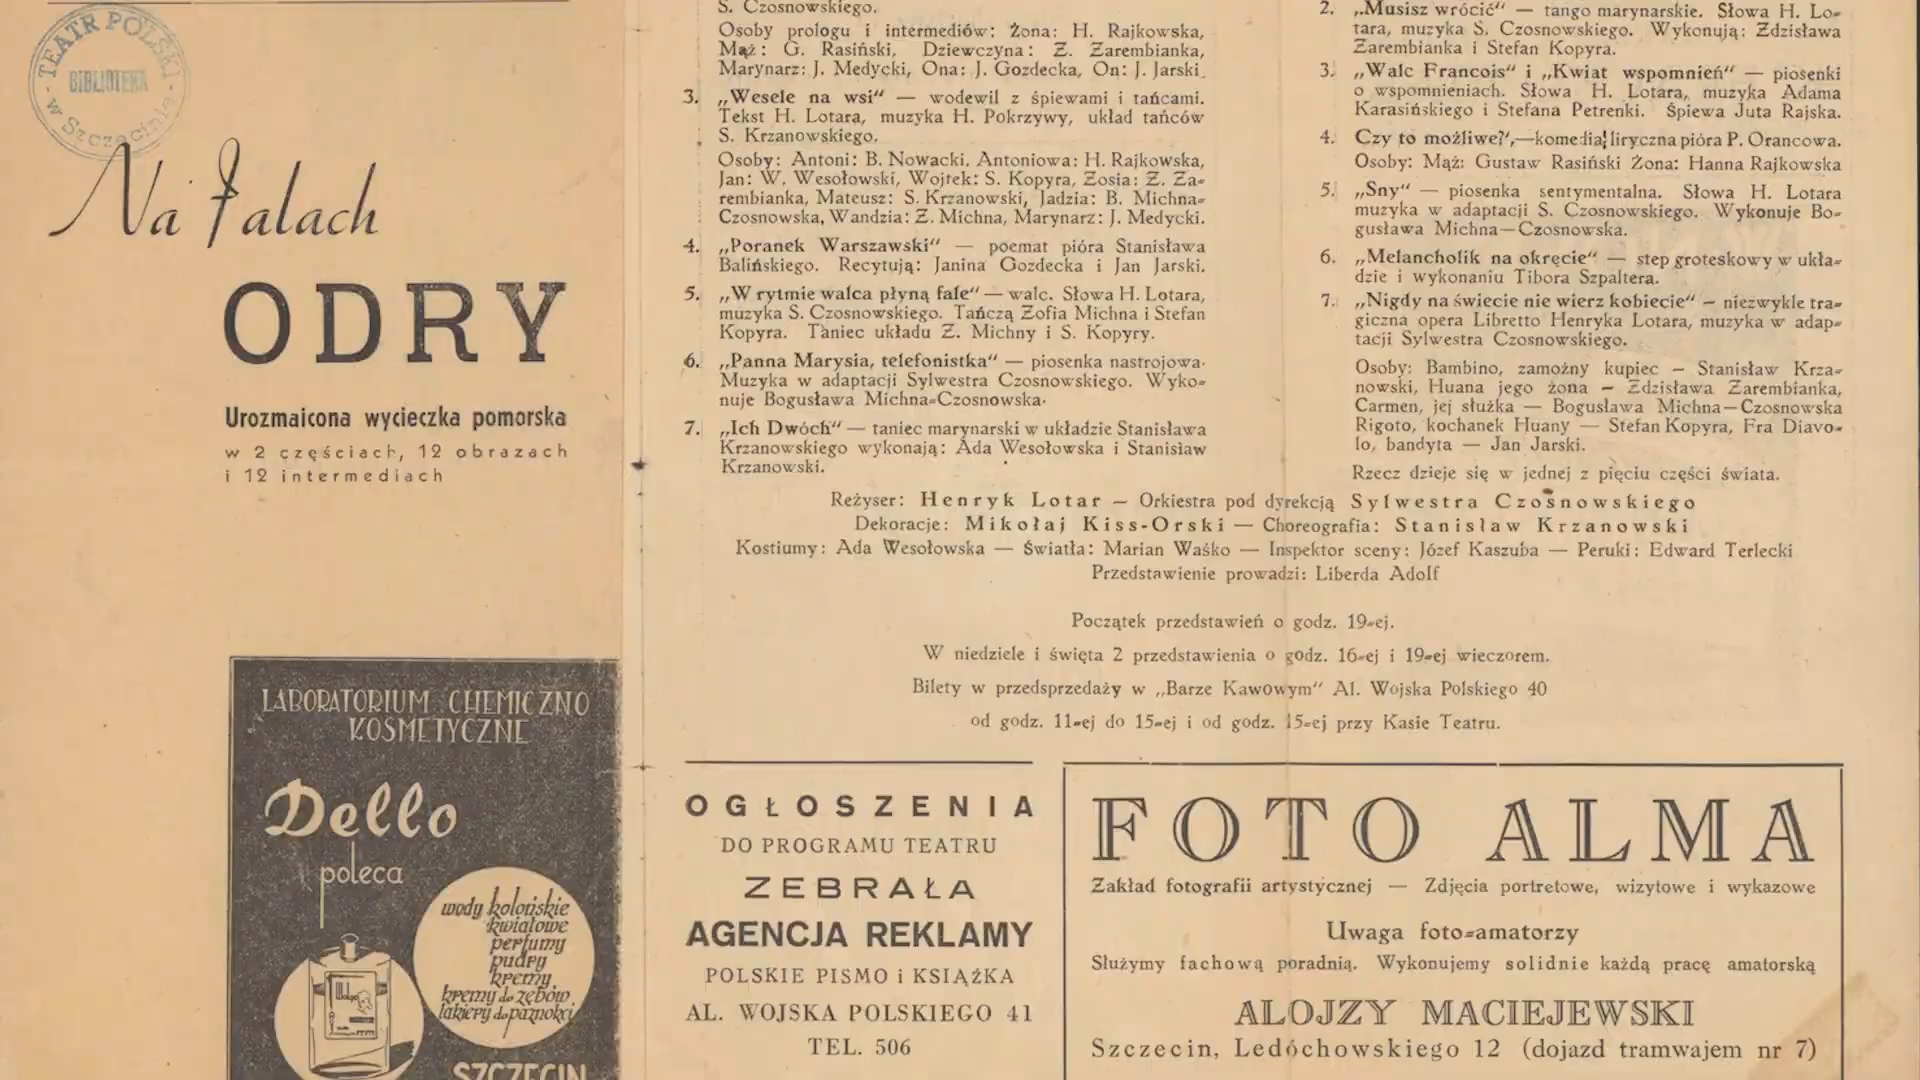 TEATR POLSKI
BIBLIOTEKA
w Szczecinie
Na Falach
ODRY
Urozmaicona wycieczka pomorska
w 2 częściach, 12 obrazach
i 12 intermediach
LABORATORIUM CHEMICZNO
KOSMETYCZNE
Dello
poleca
wody kolońskie
kwiatowe
perfumy
pudry
kremy
kremy do zębów
lakiery do paznokci
SZCZECIN
S. Czosnowskiego.
Osoby prologu i intermediów: Żona: H. Rajkowska,
Mąż: G. Rasiński, Dziewczyna: Z. Zarembianka,
Marynarz: J. Medycki, Ona: J. Gozdecka, On: J. Jarski.
3. „Wesele na wsi” — wodewil z śpiewami i tańcami.
Tekst H. Lotara, muzyka H. Pokrzywy, układ tańców
S. Krzanowskiego.
Osoby: Antoni: B. Nowacki, Antoniowa: H. Rajkowska,
Jan: W. Wesołowski, Wojtek: S. Kopyra, Zosia: Z. Za-
rembianka, Mateusz: S. Krzanowski, Jadzia: B. Michna-
Czosnowska, Wandzia: Z. Michna, Marynarz: J. Medycki.
4. „Poranek Warszawski” — poemat pióra Stanisława
Balińskiego. Recytują: Janina Gozdecka i Jan Jarski.
5. „W rytmie walca płyną fale” — walc. Słowa H. Lotara,
muzyka S. Czosnowskiego. Tańczą Zofia Michna i Stefan
Kopyra. Taniec układu Z. Michny i S. Kopyry.
6. „Panna Marysia, telefonistka” — piosenka nastrojowa.
Muzyka w adaptacji Sylwestra Czosnowskiego. Wyko-
nuje Bogusława Michna-Czosnowska.
7. „Ich Dwóch” — taniec marynarski w układzie Stanisława
Krzanowskiego wykonają: Ada Wesołowska i Stanisław
Krzanowski.
2. „Musisz wrócić” — tango marynarskie. Słowa H. Lo-
tara, muzyka S. Czosnowskiego. Wykonują: Zdzisława
Zarembianka i Stefan Kopyra.
3. „Walc Francois” i „Kwiat wspomnień” — piosenki
o wspomnieniach. Słowa H. Lotara, muzyka Adama
Karasińskiego i Stefana Petrenki. Śpiewa Juta Rajska.
4. Czy to możliwe?”,—komedia liryczna pióra P. Orancowa.
Osoby: Mąż: Gustaw Rasiński Żona: Hanna Rajkowska
5. „Sny” — piosenka sentymentalna. Słowa H. Lotara
muzyka w adaptacji S. Czosnowskiego. Wykonuje Bo-
gusława Michna—Czosnowska.
6. „Melancholik na okręcie” — step groteskowy w ukła-
dzie i wykonaniu Tibora Szpaltera.
7. „Nigdy na świecie nie wierz kobiecie” – niezwykle tra-
giczna opera Libretto Henryka Lotara, muzyka w adap-
tacji Sylwestra Czosnowskiego.
Osoby: Bambino, zamożny kupiec – Stanisław Krza-
nowski, Huana jego żona – Zdzisława Zarembianka,
Carmen, jej służka — Bogusława Michna—Czosnowska
Rigoto, kochanek Huany — Stefan Kopyra, Fra Diavo-
lo, bandyta — Jan Jarski.
Rzecz dzieje się w jednej z pięciu części świata.
Reżyser: Henryk Lotar – Orkiestra pod dyrekcją Sylwestra Czosnowskiego
Dekoracje: Mikołaj Kiss-Orski — Choreografia: Stanisław Krzanowski
Kostiumy: Ada Wesołowska — Światła: Marian Waśko — Inspektor sceny: Józef Kaszuba — Peruki: Edward Terlecki
Przedstawienie prowadzi: Liberda Adolf
Początek przedstawień o godz. 19-ej.
W niedziele i święta 2 przedstawienia o godz. 16-ej i 19-ej wieczorem.
Bilety w przedsprzedaży w „Barze Kawowym” Al. Wojska Polskiego 40
od godz. 11-ej do 15-ej i od godz. 15-ej przy Kasie Teatru.
OGŁOSZENIA
DO PROGRAMU TEATRU
ZEBRAŁA
AGENCJA REKLAMY
POLSKIE PISMO i KSIĄŻKA
AL. WOJSKA POLSKIEGO 41
TEL. 506
FOTO ALMA
Zakład fotografii artystycznej — Zdjęcia portretowe, wizytowe i wykazowe
Uwaga foto-amatorzy
Służymy fachową poradnią. Wykonujemy solidnie każdą pracę amatorską
ALOJZY MACIEJEWSKI
Szczecin, Ledóchowskiego 12 (dojazd tramwajem nr 7)